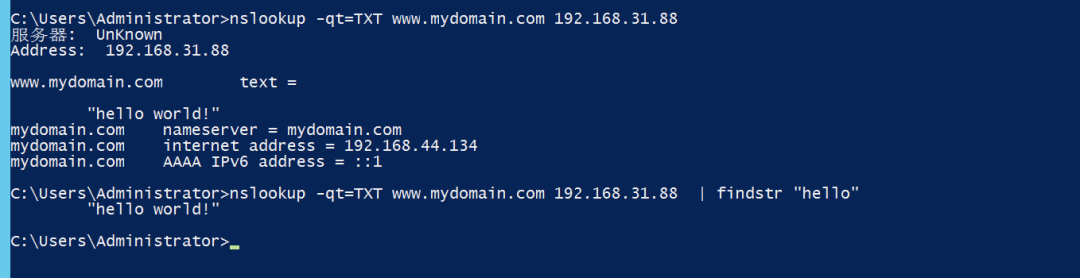 C:\Users\Administrator>nslookup -qt=TXT www.mydomain.com 192.168.31.88
服务器:  UnKnown
Address:  192.168.31.88
www.mydomain.com        text =
        "hello world!"
mydomain.com    nameserver = mydomain.com
mydomain.com    internet address = 192.168.44.134
mydomain.com    AAAA IPv6 address = ::1
C:\Users\Administrator>nslookup -qt=TXT www.mydomain.com 192.168.31.88  | findstr "hello"
        "hello world!"
C:\Users\Administrator>